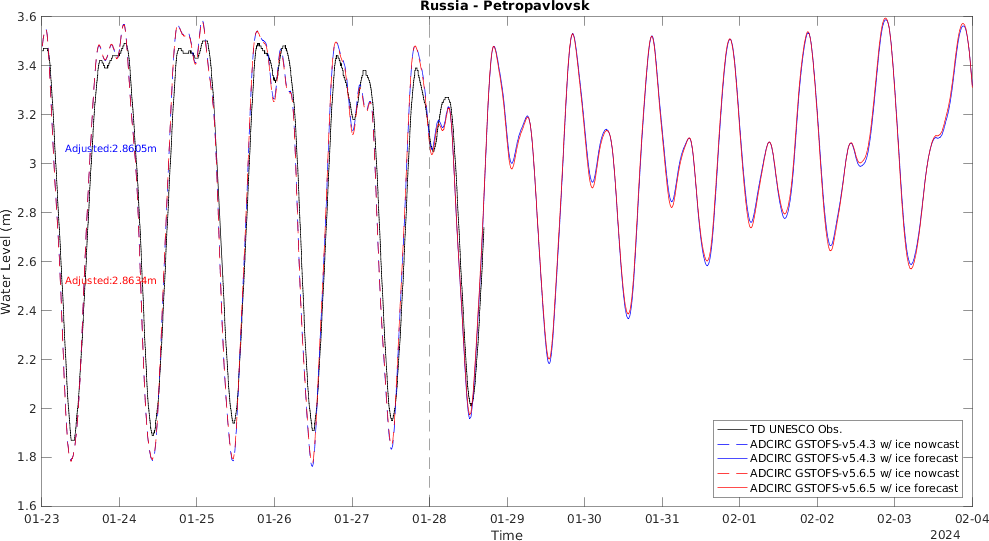 Russia - Petropavlovsk
3.6
3.4
3.2
3
2.8
2.6
2.4
2.2
2
1.8
1.6
Water Level (m)
Adjusted:2.8605m
Adjusted:2.8634m
TD UNESCO Obs.
ADCIRC GSTOFS-v5.4.3 w/ ice nowcast
ADCIRC GSTOFS-v5.4.3 w/ ice forecast
ADCIRC GSTOFS-v5.6.5 w/ ice nowcast
ADCIRC GSTOFS-v5.6.5 w/ ice forecast
01-23 01-24 01-25 01-26 01-27 01-28 01-29 01-30 01-31 02-01 02-02 02-03 02-04
Time
2024